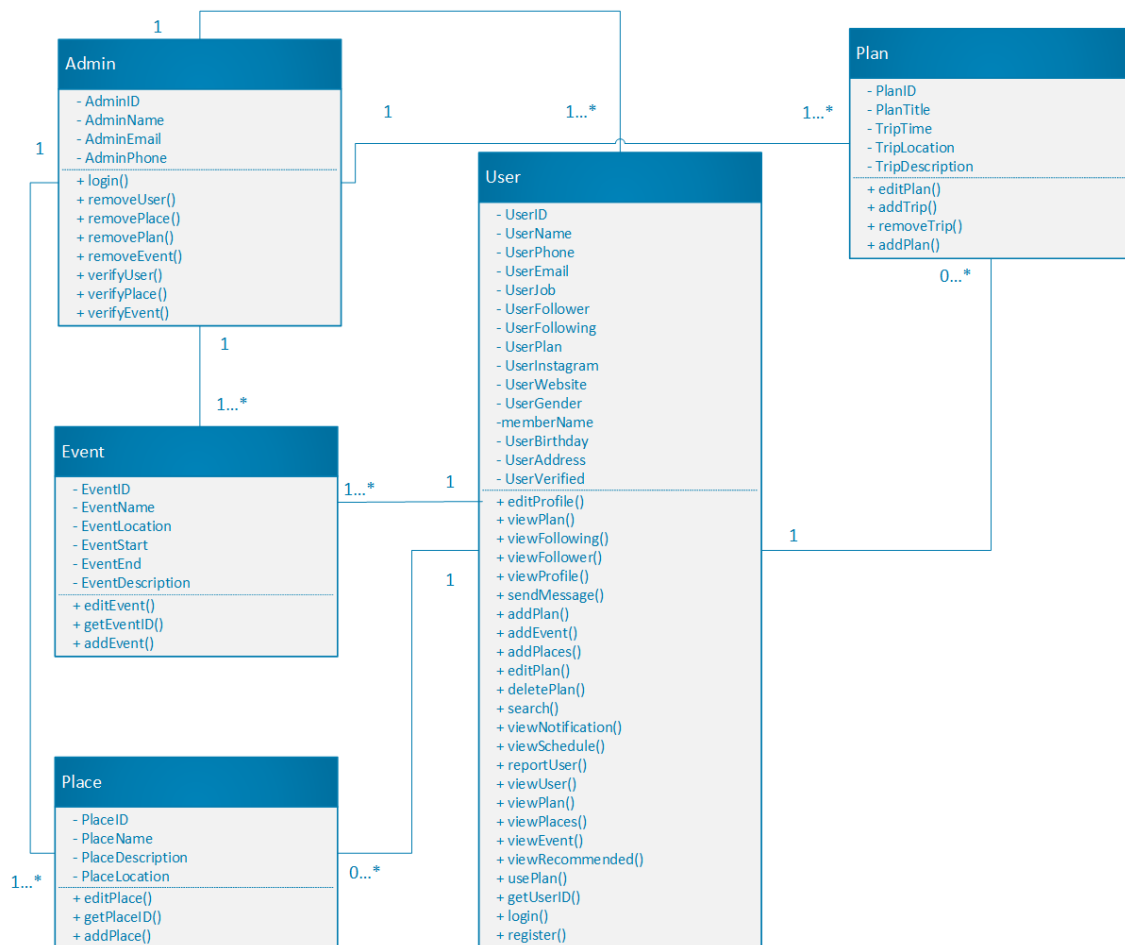 1
Admin
- AdminID
- AdminName
- AdminEmail
- AdminPhone
+ login()
+ removeUser()
+ removePlace()
+ removePlan()
+ removeEvent()
+ verifyUser()
+ verifyPlace()
+ verifyEvent()
1
1
1...*
1...*
Plan
- PlanID
- PlanTitle
- TripTime
- TripLocation
- TripDescription
+ editPlan()
+ addTrip()
+ removeTrip()
+ addPlan()
0...*
1
1...*
Event
- EventID
- EventName
- EventLocation
- EventStart
- EventEnd
- EventDescription
+ editEvent()
+ getEventID()
+ addEvent()
1...*
1
User
- UserID
- UserName
- UserPhone
- UserEmail
- UserJob
- UserFollower
- UserFollowing
- UserPlan
- UserInstagram
- UserWebsite
- UserGender
-memberName
- UserBirthday
- UserAddress
- UserVerified
+ editProfile()
+ viewPlan()
+ viewFollowing()
+ viewFollower()
+ viewProfile()
+ sendMessage()
+ addPlan()
+ addEvent()
+ addPlaces()
+ editPlan()
+ deletePlan()
+ search()
+ viewNotification()
+ viewSchedule()
+ reportUser()
+ viewUser()
+ viewPlan()
+ viewPlaces()
+ viewEvent()
+ viewRecommended()
+ usePlan()
+ getUserID()
+ login()
+ register()
1
1
Place
- PlaceID
- PlaceName
- PlaceDescription
- PlaceLocation
+ editPlace()
+ getPlaceID()
+ addPlace()
1...*
0...*